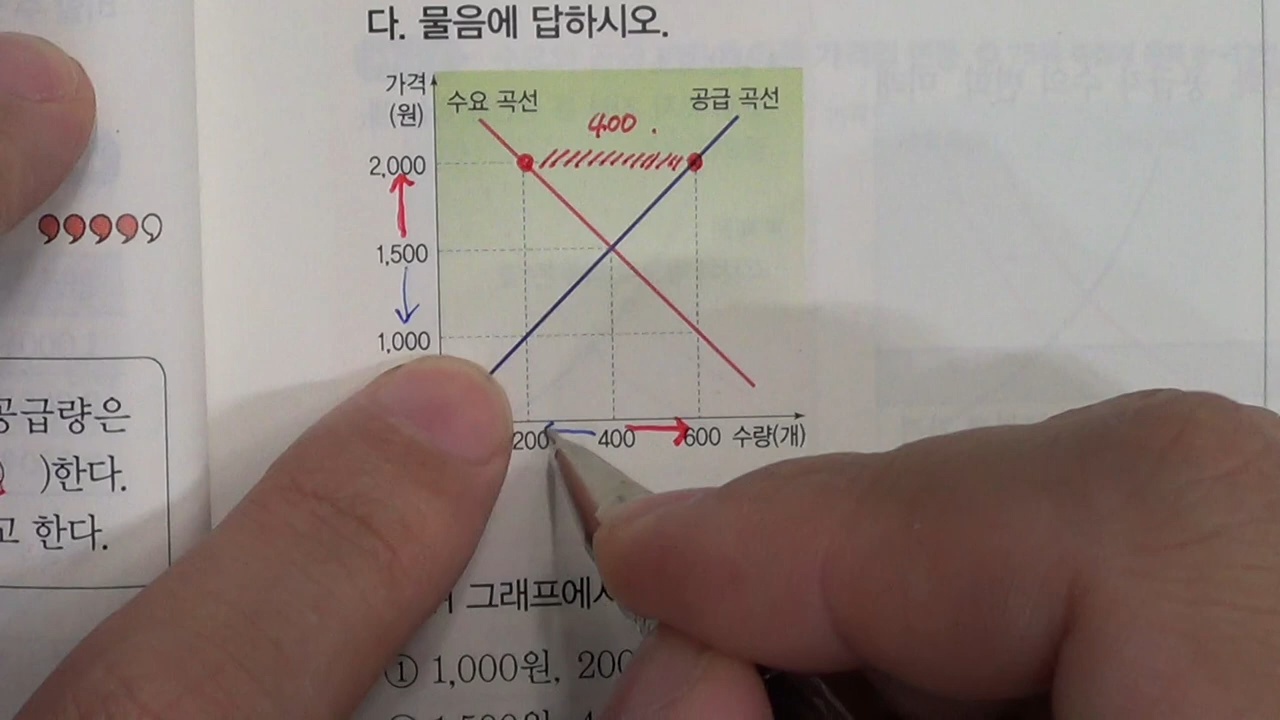 다. 물음에 답하시오.
가격
(원)
수요 곡선
공급 곡선
400 .
2,000
1,500
1,000
200
400
600
수량(개)
공급량은
)한다.
고 한다.
그래프에서
① 1,000원, 200